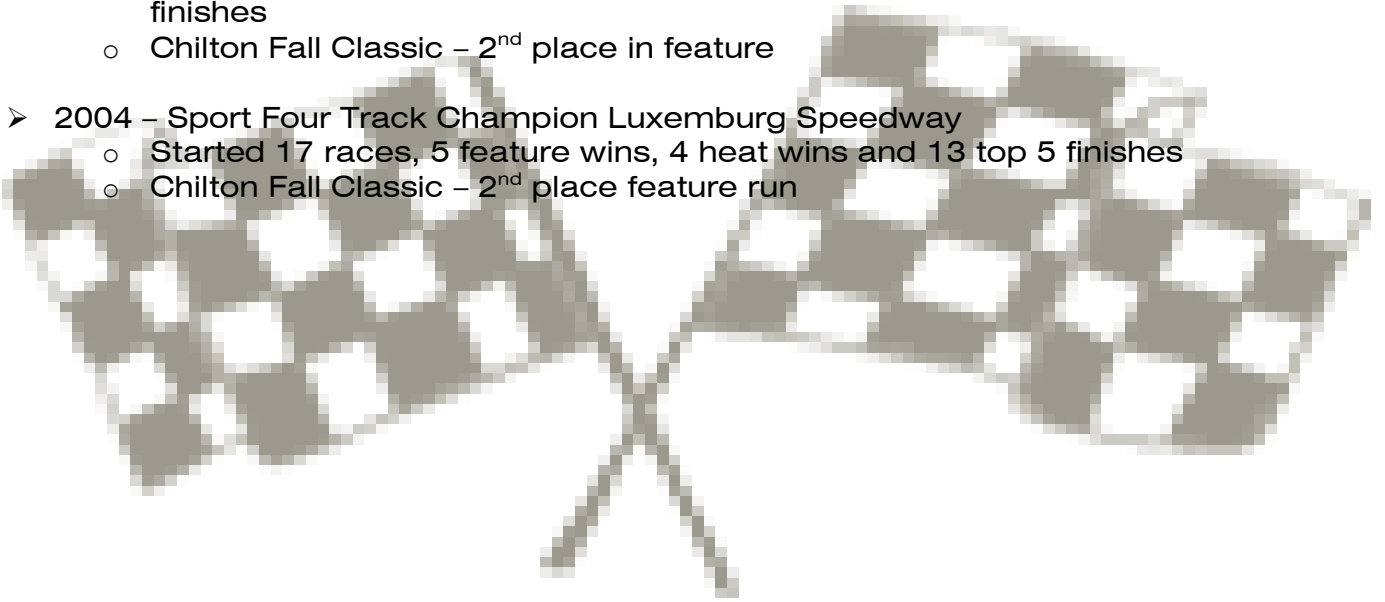 finishes
o Chilton Fall Classic – 2nd place in feature
➢ 2004 – Sport Four Track Champion Luxemburg Speedway
o Started 17 races, 5 feature wins, 4 heat wins and 13 top 5 finishes
o Chilton Fall Classic – 2nd place feature run